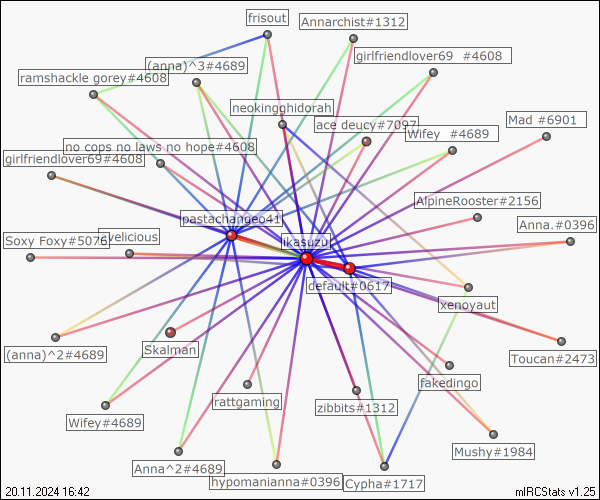 frisout
Annarchist#1312
girlfriendlover69 #4608
(anna)^3#4689
ramshackle gorey#4608
neokingghidorah
Mad #6901
ace deucy#7097
Wifey #4689
no cops no laws no hope#4608
girlfriendlover69#4608
AlpineRooster#2156
pastachangeo41
Anna.#0396
Soxy Foxy#5076
velicious
ikasuzu
default#0617
xenoyaut
(anna)^2#4689
Skalman
Toucan#2473
fakedingo
rattgaming
zibbits#1312
Wifey#4689
Mushy#1984
Anna^2#4689
hypomanianna#0396
Cypha#1717
20.11.2024 16:42
mIRCStats v1.25